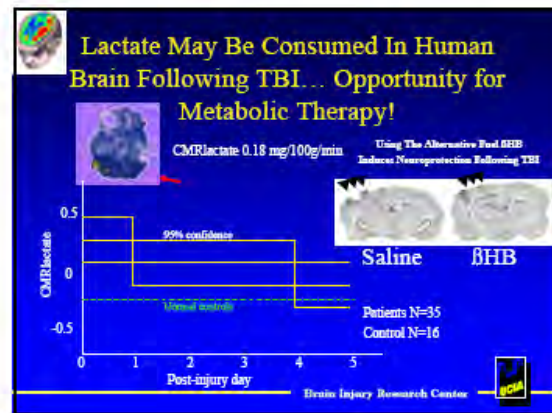 Lactate May Be Consumed In Human
Brain Following TBI... Opportunity for
Metabolic Therapy!
CMRlactate 0.18 mg/100g/min
Using The Alternative Fuel ßHB
Induces Neuroprotection Following TBI
0.5
0
-0.5
CMRlactate
95% confidence
Normal controls
Saline
ßHB
Patients N=35
Control N=16
0 1 2 3 4 5
Post-injury day
Brain Injury Research Center
UCLA